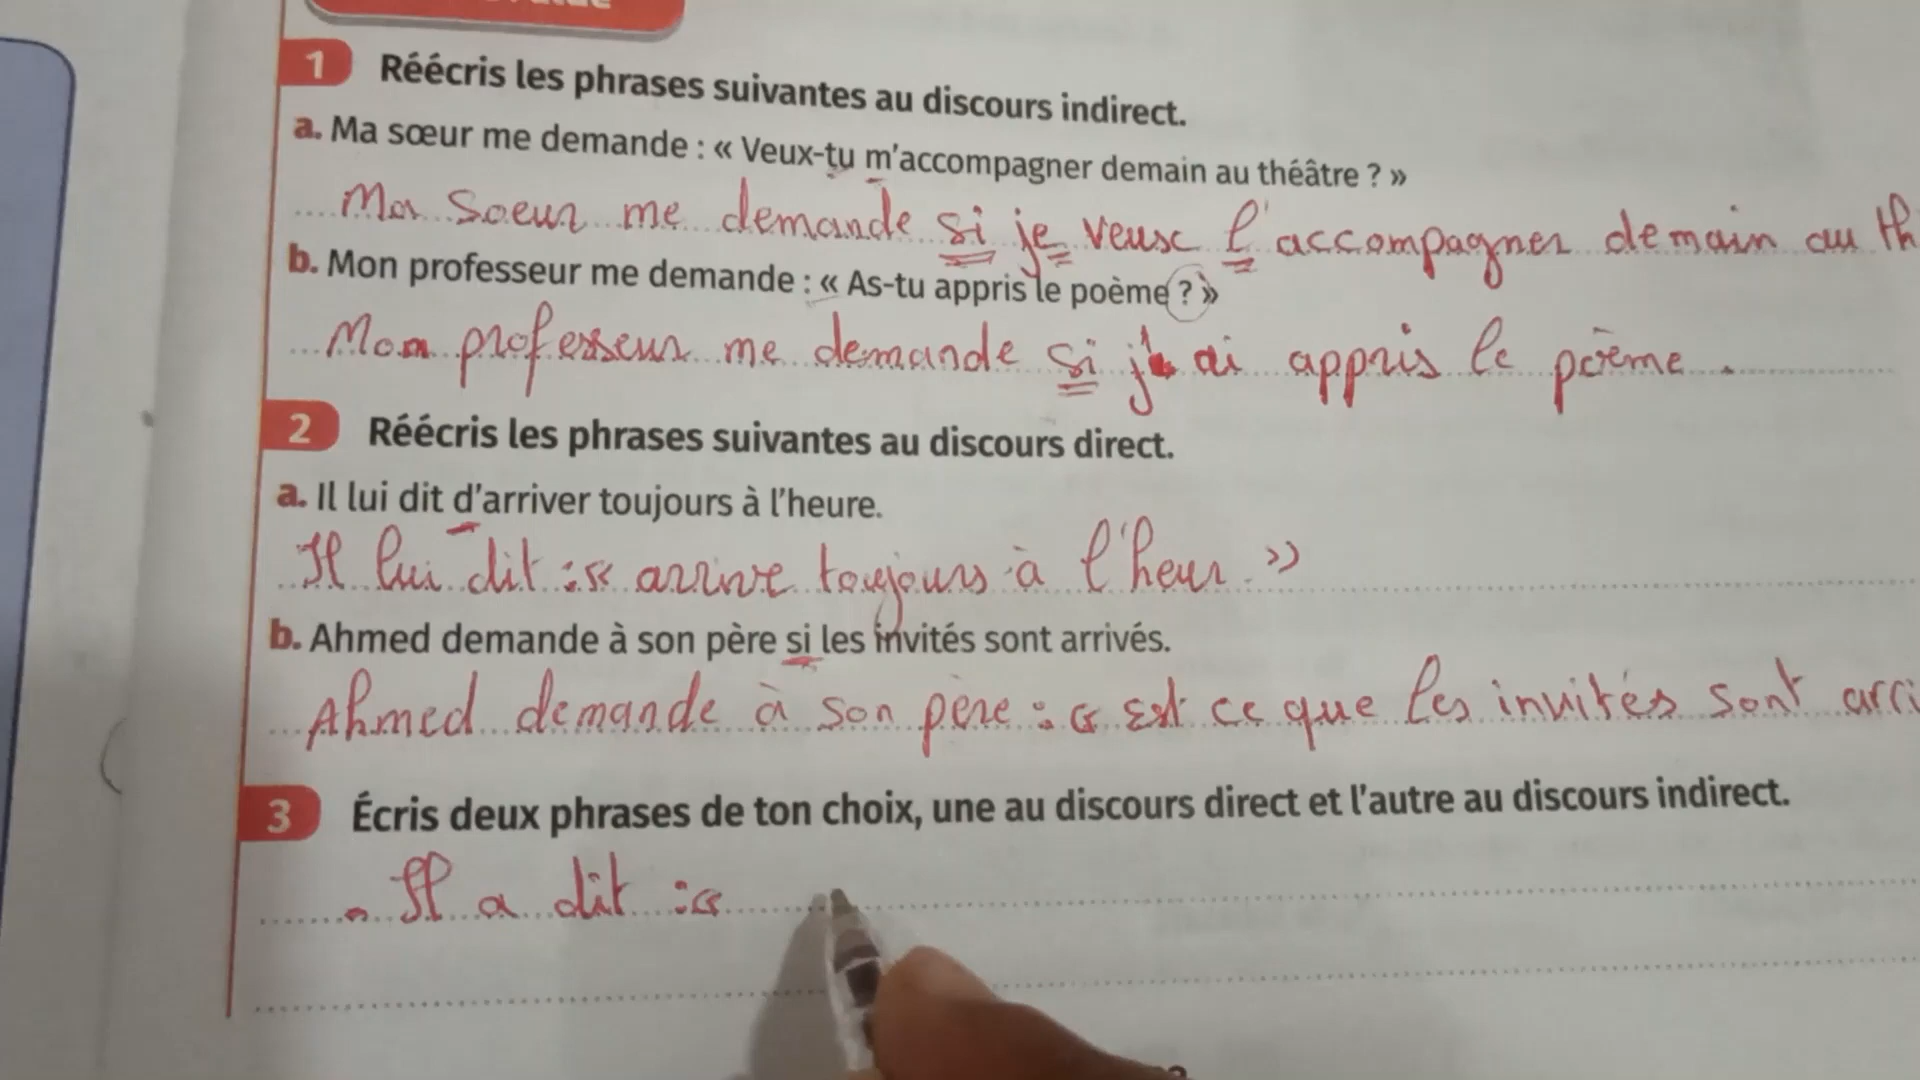 1 Réécris les phrases suivantes au discours indirect.
a. Ma sœur me demande : « Veux-tu m'accompagner demain au théâtre ? »
Ma soeur me demande si je veux l'accompagner demain au th
b. Mon professeur me demande : « As-tu appris le poème ? »
Mon professeur me demande si j'ai appris le poème.
2 Réécris les phrases suivantes au discours direct.
a. Il lui dit d'arriver toujours à l'heure.
Il lui dit : « arrive toujours à l'heur. »
b. Ahmed demande à son père si les invités sont arrivés.
Ahmed demande à son père : « Est ce que les invités sont arri
3 Écris deux phrases de ton choix, une au discours direct et l'autre au discours indirect.
- Il a dit : «